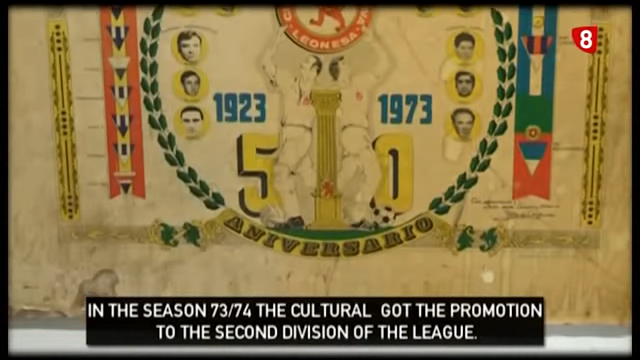 8
LEONESA
1923
1973
50
ANIVERSARIO
IN THE SEASON 73/74 THE CULTURAL GOT THE PROMOTION
TO THE SECOND DIVISION OF THE LEAGUE.